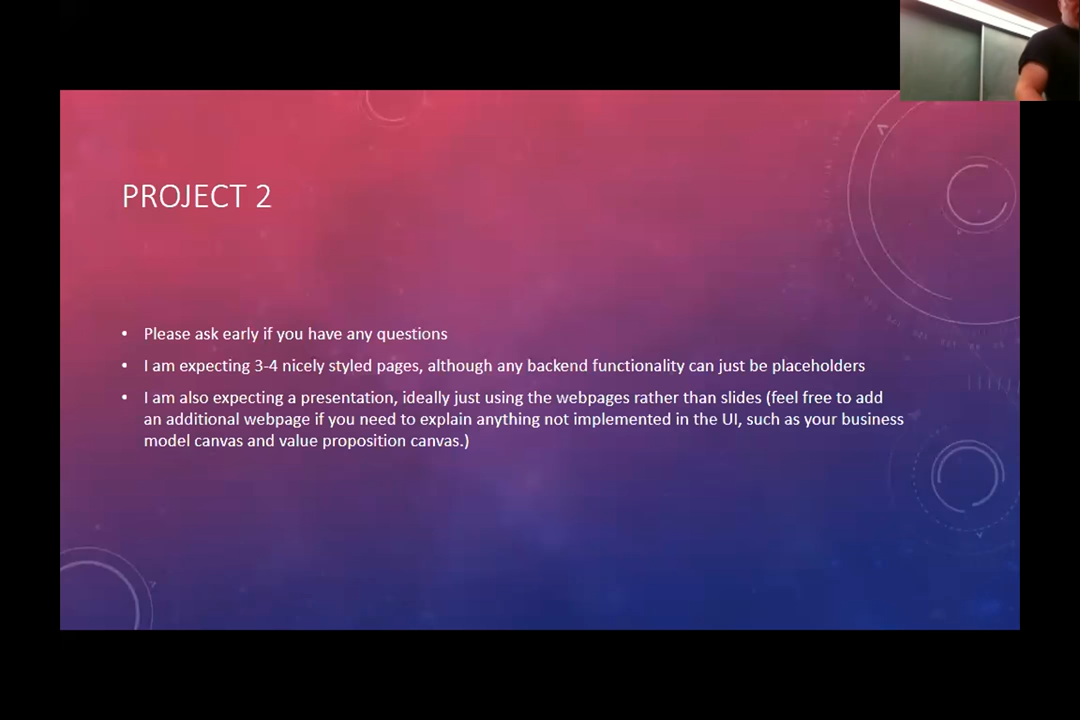 PROJECT 2
• Please ask early if you have any questions
• I am expecting 3-4 nicely styled pages, although any backend functionality can just be placeholders
• I am also expecting a presentation, ideally just using the webpages rather than slides (feel free to add
an additional webpage if you need to explain anything not implemented in the UI, such as your business
model canvas and value proposition canvas.)